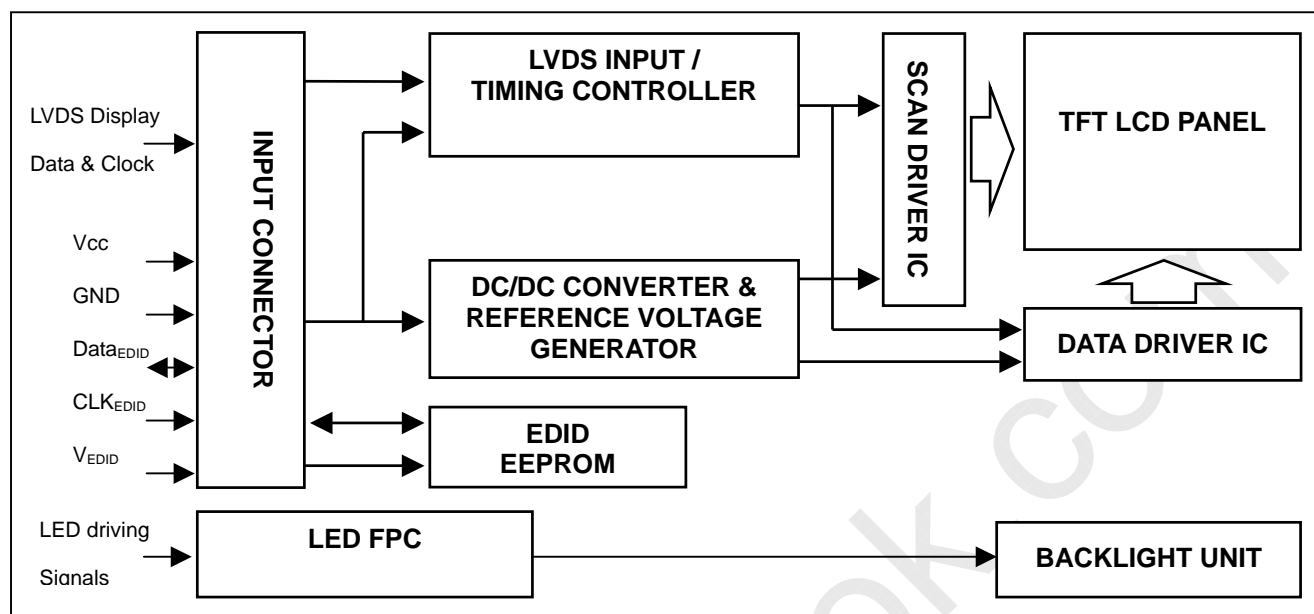 LVDS Display
Data & Clock
Vcc
GND
DataEDID
CLKEDID
VEDID
INPUT CONNECTOR
LVDS INPUT /
TIMING CONTROLLER
DC/DC CONVERTER &
REFERENCE VOLTAGE
GENERATOR
EDID
EEPROM
SCAN DRIVER IC
TFT LCD PANEL
DATA DRIVER IC
LED driving
Signals
LED FPC
BACKLIGHT UNIT